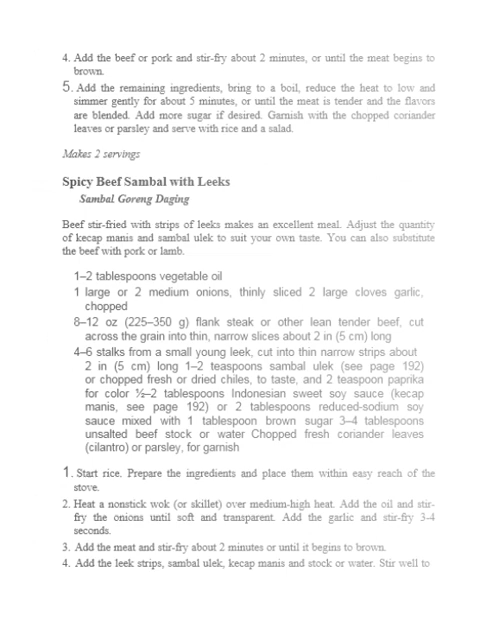 4. Add the beef or pork and stir-fry about 2 minutes, or until the meat begins to
brown.
5. Add the remaining ingredients, bring to a boil, reduce the heat to low and
simmer gently for about 5 minutes, or until the meat is tender and the flavors
are blended. Add more sugar if desired. Garnish with the chopped coriander
leaves or parsley and serve with rice and a salad.
Makes 2 servings
Spicy Beef Sambal with Leeks
Sambal Goreng Daging
Beef stir-fried with strips of leeks makes an excellent meal. Adjust the quantity
of kecap manis and sambal ulek to suit your own taste. You can also substitute
the beef with pork or lamb.
1–2 tablespoons vegetable oil
1 large or 2 medium onions, thinly sliced 2 large cloves garlic,
chopped
8–12 oz (225–350 g) flank steak or other lean tender beef, cut
across the grain into thin, narrow slices about 2 in (5 cm) long
4–6 stalks from a small young leek, cut into thin narrow strips about
2 in (5 cm) long 1–2 teaspoons sambal ulek (see page 192)
or chopped fresh or dried chiles, to taste, and 2 teaspoon paprika
for color ½–2 tablespoons Indonesian sweet soy sauce (kecap
manis, see page 192) or 2 tablespoons reduced-sodium soy
sauce mixed with 1 tablespoon brown sugar 3–4 tablespoons
unsalted beef stock or water Chopped fresh coriander leaves
(cilantro) or parsley, for garnish
1. Start rice. Prepare the ingredients and place them within easy reach of the
stove.
2. Heat a nonstick wok (or skillet) over medium-high heat. Add the oil and stir-
fry the onions until soft and transparent. Add the garlic and stir-fry 3-4
seconds.
3. Add the meat and stir-fry about 2 minutes or until it begins to brown.
4. Add the leek strips, sambal ulek, kecap manis and stock or water. Stir well to